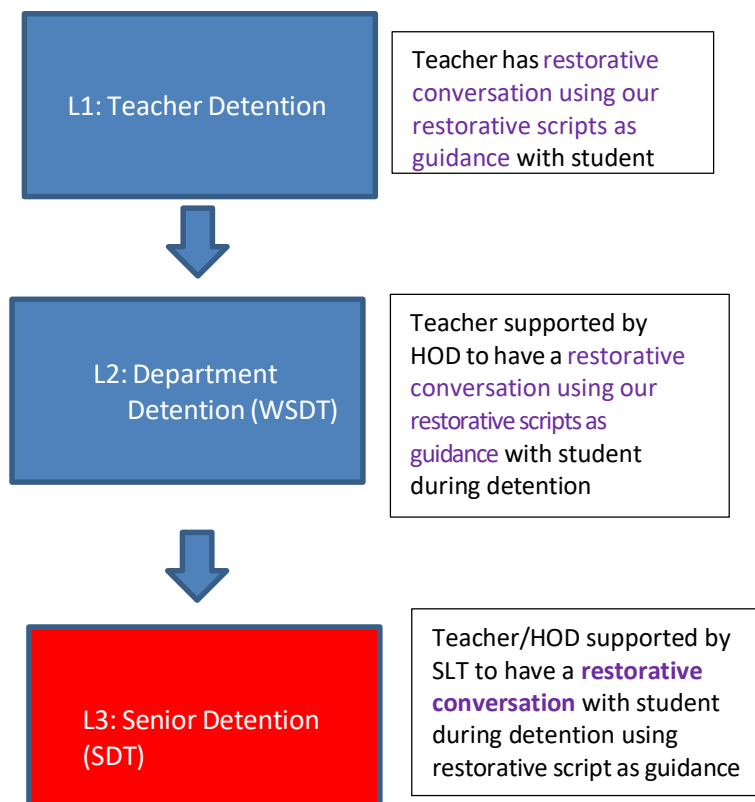 L1: Teacher Detention
Teacher has restorative
conversation using our
restorative scripts as
guidance with student
L2: Department
Detention (WSDT)
Teacher supported by
HOD to have a restorative
conversation using our
restorative scripts as
guidance with student
during detention
L3: Senior Detention
(SDT)
Teacher/HOD supported by
SLT to have a restorative
conversation with student
during detention using
restorative script as guidance